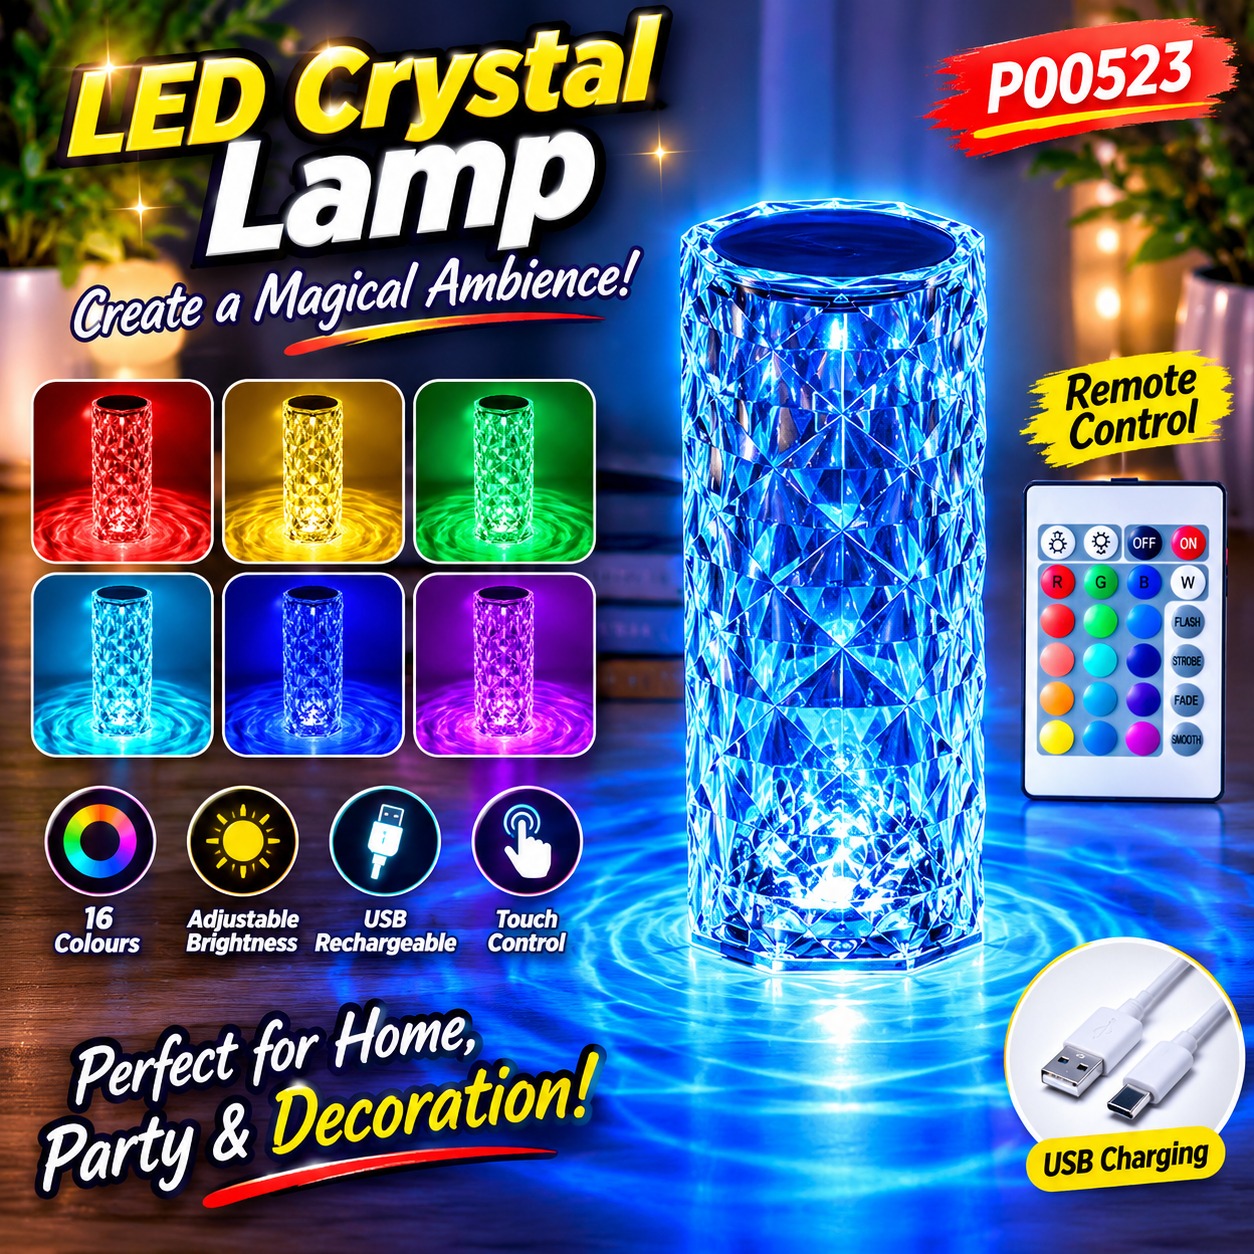 LED Crystal
Lamp
Create a Magical Ambience!
P00523
Remote
Control
OFF
ON
R
G
B
W
FLASH
STROBE
FADE
SMOOTH
16
Colours
Adjustable
Brightness
USB
Rechargeable
Touch
Control
Perfect for Home,
Party & Decoration!
USB Charging